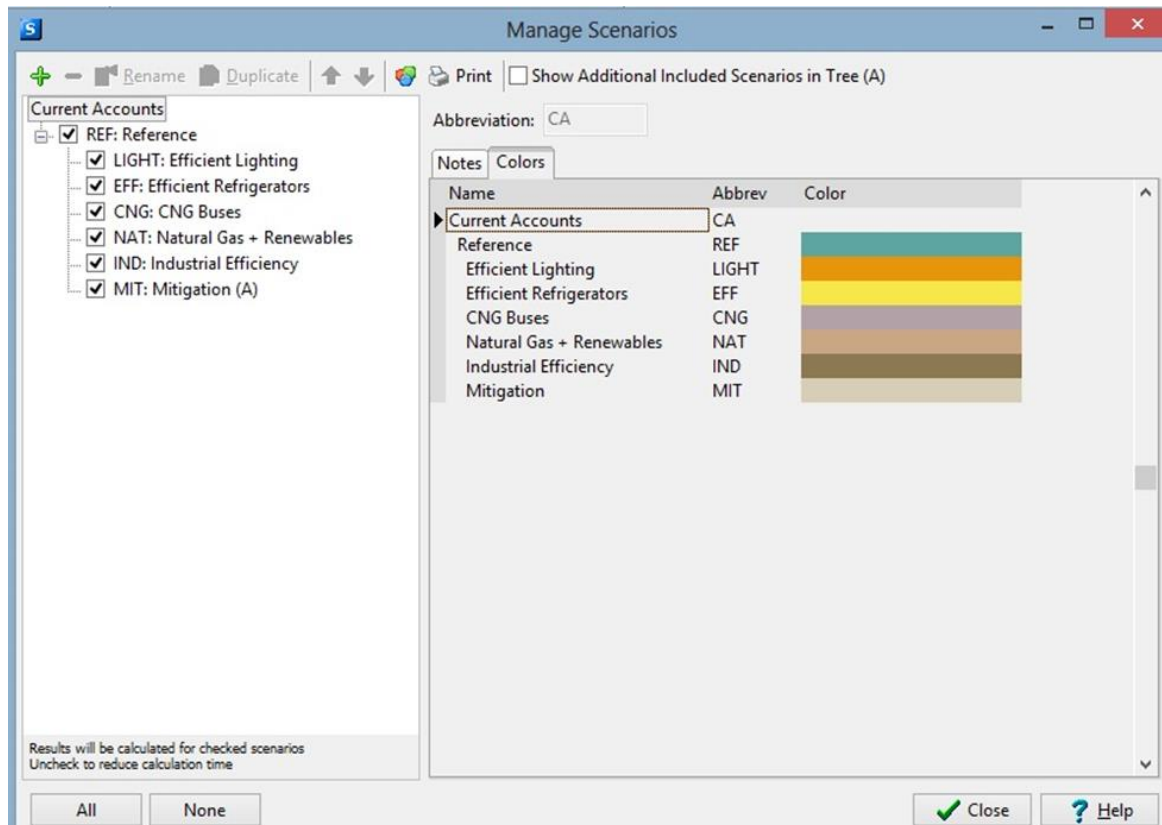 S Manage Scenarios
Rename Duplicate Print Show Additional Included Scenarios in Tree (A)
Current Accounts
REF: Reference
LIGHT: Efficient Lighting
EFF: Efficient Refrigerators
CNG: CNG Buses
NAT: Natural Gas + Renewables
IND: Industrial Efficiency
MIT: Mitigation (A)
Results will be calculated for checked scenarios
Uncheck to reduce calculation time
All None
Abbreviation: CA
Notes Colors
Name Abbrev Color
Current Accounts CA
Reference REF
Efficient Lighting LIGHT
Efficient Refrigerators EFF
CNG Buses CNG
Natural Gas + Renewables NAT
Industrial Efficiency IND
Mitigation MIT
Close ? Help